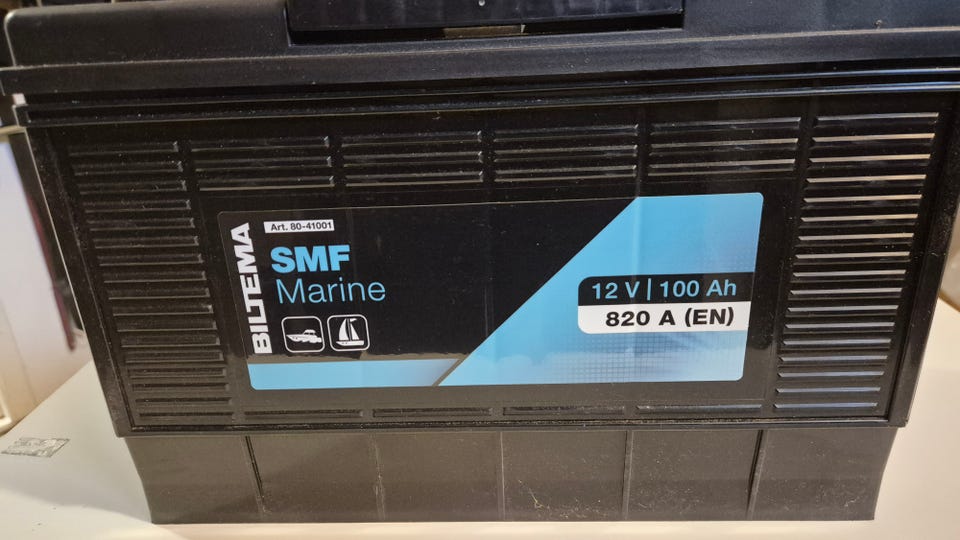 BILTEMA
Art. 80-41001
SMF
Marine
12 V | 100 Ah
820 A (EN)